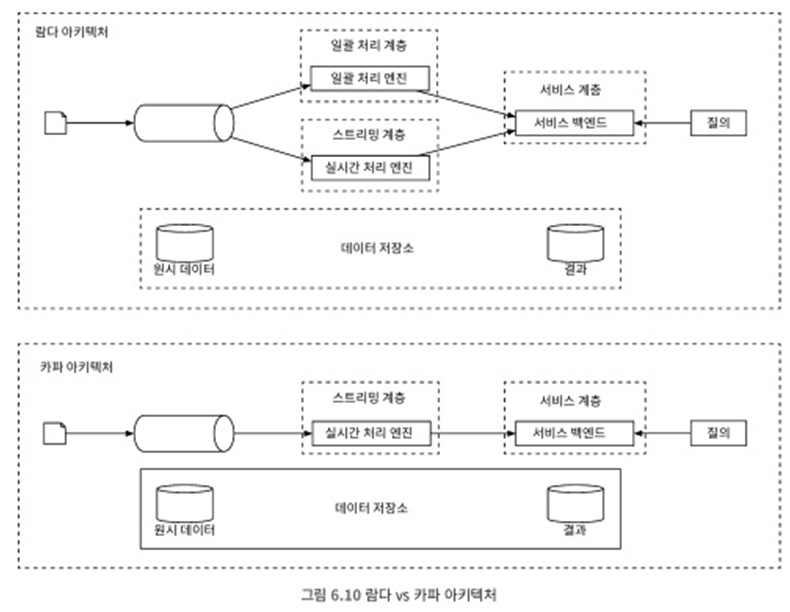 람다 아키텍처
일괄 처리 계층
일괄 처리 엔진
스트리밍 계층
실시간 처리 엔진
서비스 계층
서비스 백엔드
질의
원시 데이터
데이터 저장소
결과
카파 아키텍처
스트리밍 계층
실시간 처리 엔진
서비스 계층
서비스 백엔드
질의
원시 데이터
데이터 저장소
결과
그림 6.10 람다 vs 카파 아키텍처